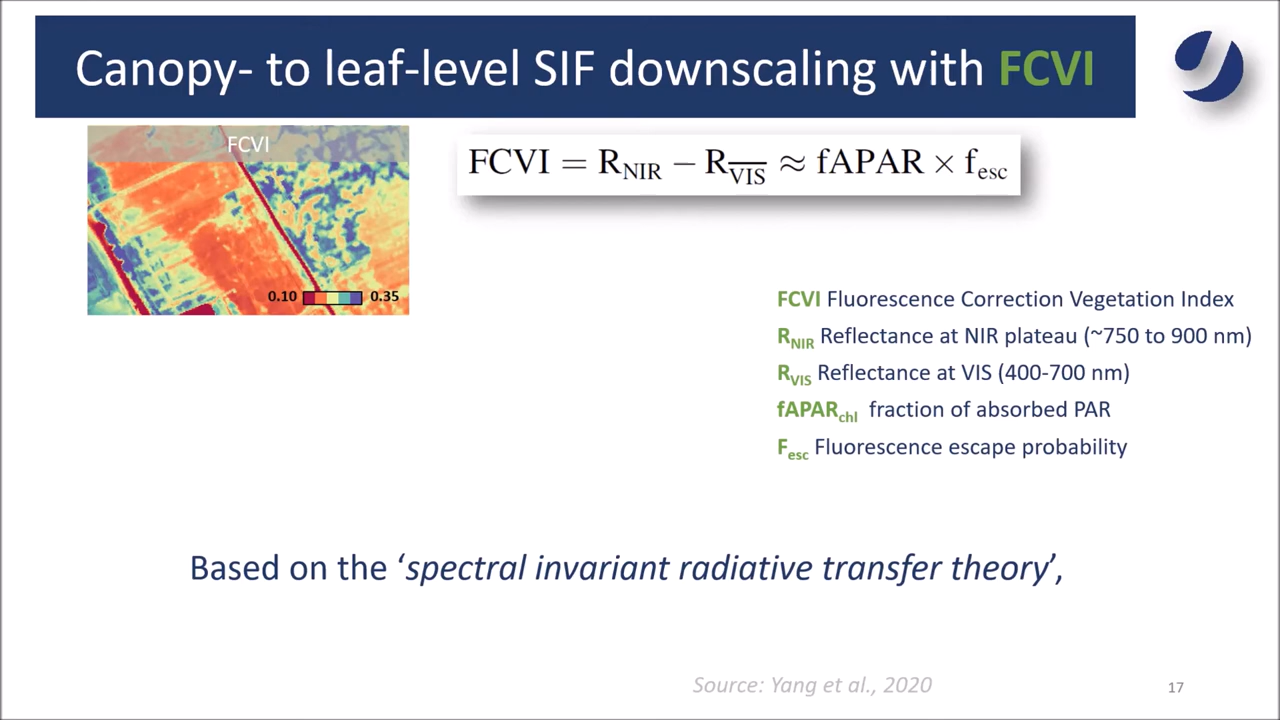 Canopy- to leaf-level SIF downscaling with FCVI
FCVI
FCVI = R_NIR − R_V̅I̅S̅ ≈ fAPAR × f_esc
0.10 0.35
FCVI Fluorescence Correction Vegetation Index
R_NIR Reflectance at NIR plateau (~750 to 900 nm)
R_VIS Reflectance at VIS (400-700 nm)
fAPAR_chl fraction of absorbed PAR
F_esc Fluorescence escape probability
Based on the ‘spectral invariant radiative transfer theory’,
Source: Yang et al., 2020
17